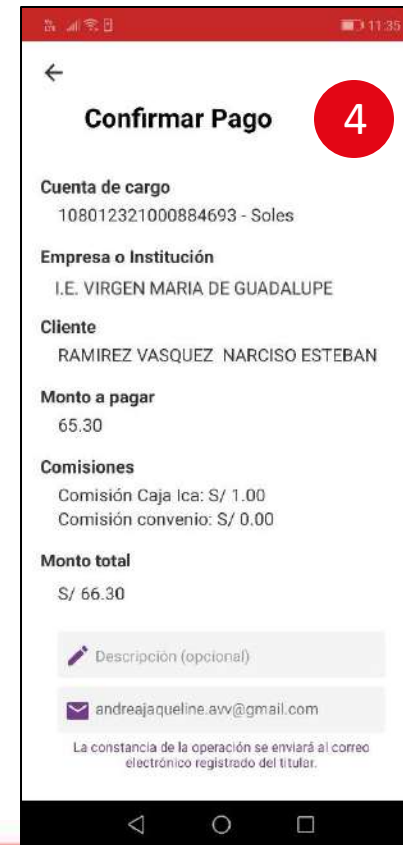 11:35
Confirmar Pago
4
Cuenta de cargo
108012321000884693 - Soles
Empresa o Institución
I.E. VIRGEN MARIA DE GUADALUPE
Cliente
RAMIREZ VASQUEZ NARCISO ESTEBAN
Monto a pagar
65.30
Comisiones
Comisión Caja Ica: S/ 1.00
Comisión convenio: S/ 0.00
Monto total
S/ 66.30
Descripción (opcional)
andreajaqueline.avv@gmail.com
La constancia de la operación se enviará al correo
electrónico registrado del titular.